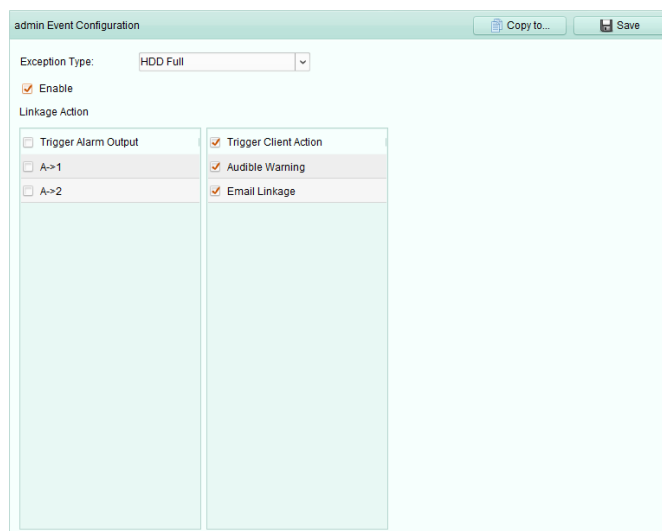 admin Event Configuration
Copy to...
Save
Exception Type:
HDD Full
Enable
Linkage Action
Trigger Alarm Output
A->1
A->2
Trigger Client Action
Audible Warning
Email Linkage